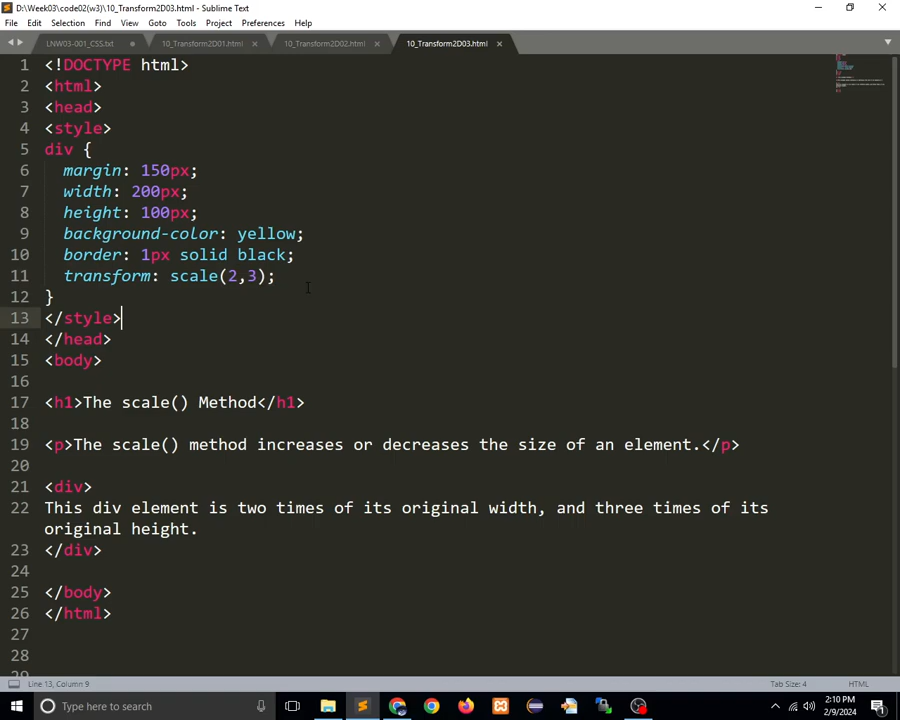 D:\Week03\code02(w3)\10_Transform2D03.html - Sublime Text
File Edit Selection Find View Goto Tools Project Preferences Help
LNW03-001_CSS.txt 10_Transform2D01.html 10_Transform2D02.html 10_Transform2D03.html
1 <!DOCTYPE html>
2 <html>
3 <head>
4 <style>
5 div {
6 margin: 150px;
7 width: 200px;
8 height: 100px;
9 background-color: yellow;
10 border: 1px solid black;
11 transform: scale(2,3);
12 }
13 </style>
14 </head>
15 <body>
16
17 <h1>The scale() Method</h1>
18
19 <p>The scale() method increases or decreases the size of an element.</p>
20
21 <div>
22 This div element is two times of its original width, and three times of its
original height.
23 </div>
24
25 </body>
26 </html>
27
28
29
Line 13, Column 9 Tab Size: 4 HTML
Type here to search
2:10 PM
2/9/2024